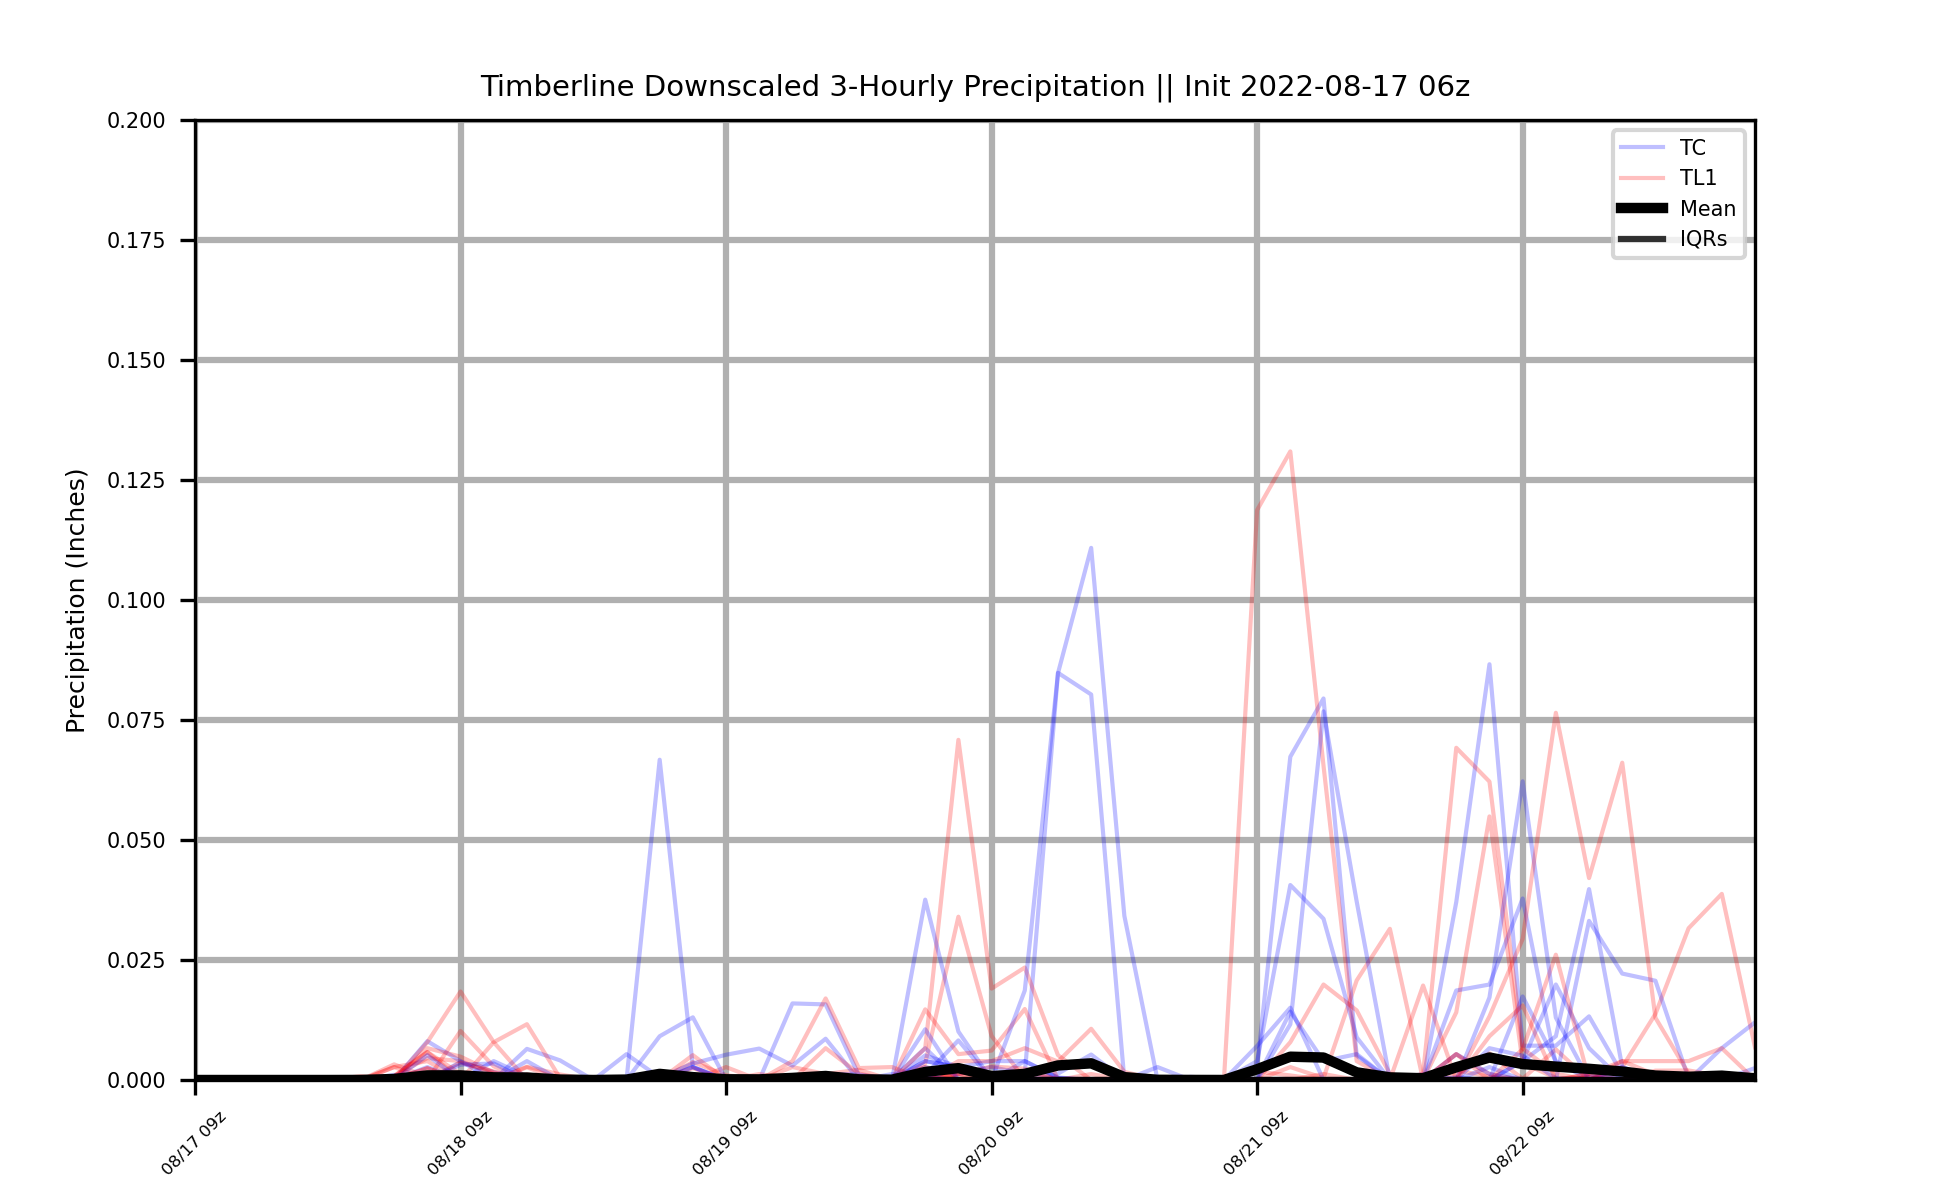 Timberline Downscaled 3-Hourly Precipitation || Init 2022-08-17 06z
0.200
0.175
0.150
0.125
0.100
0.075
0.050
0.025
0.000
Precipitation (Inches)
TC
TL1
Mean
IQRs
08/17 09z
08/18 09z
08/19 09z
08/20 09z
08/21 09z
08/22 09z